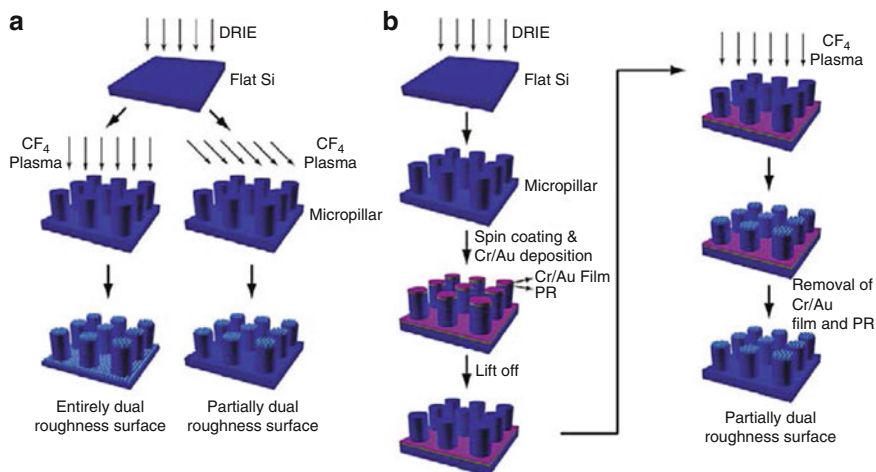 a
DRIE
Flat Si
CF4
Plasma
CF4
Plasma
Micropillar
Entirely dual
roughness surface
Partially dual
roughness surface
b
DRIE
Flat Si
Micropillar
Spin coating &
Cr/Au deposition
Cr/Au Film
PR
Lift off
CF4
Plasma
Removal of
Cr/Au
film and PR
Partially dual
roughness surface